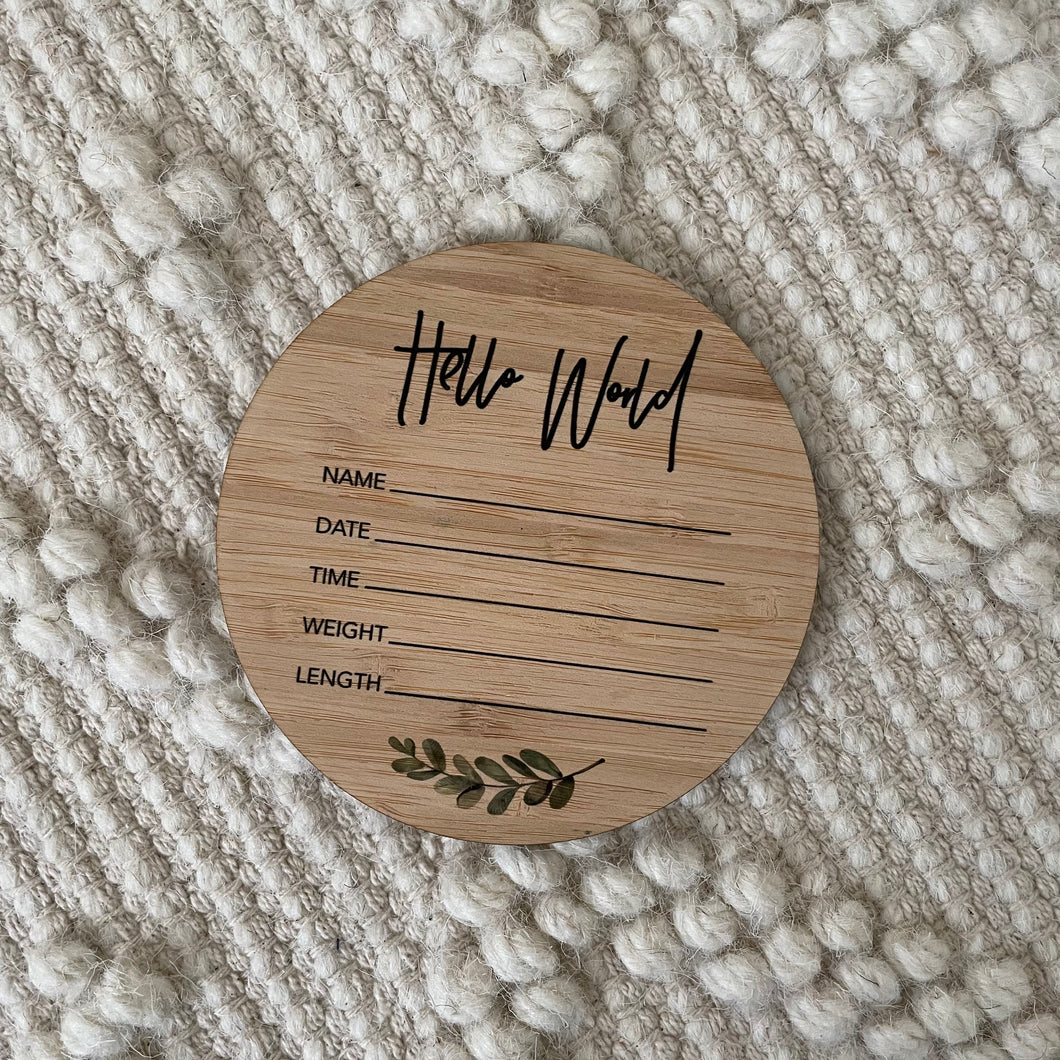 Hello World
NAME
DATE
TIME
WEIGHT
LENGTH